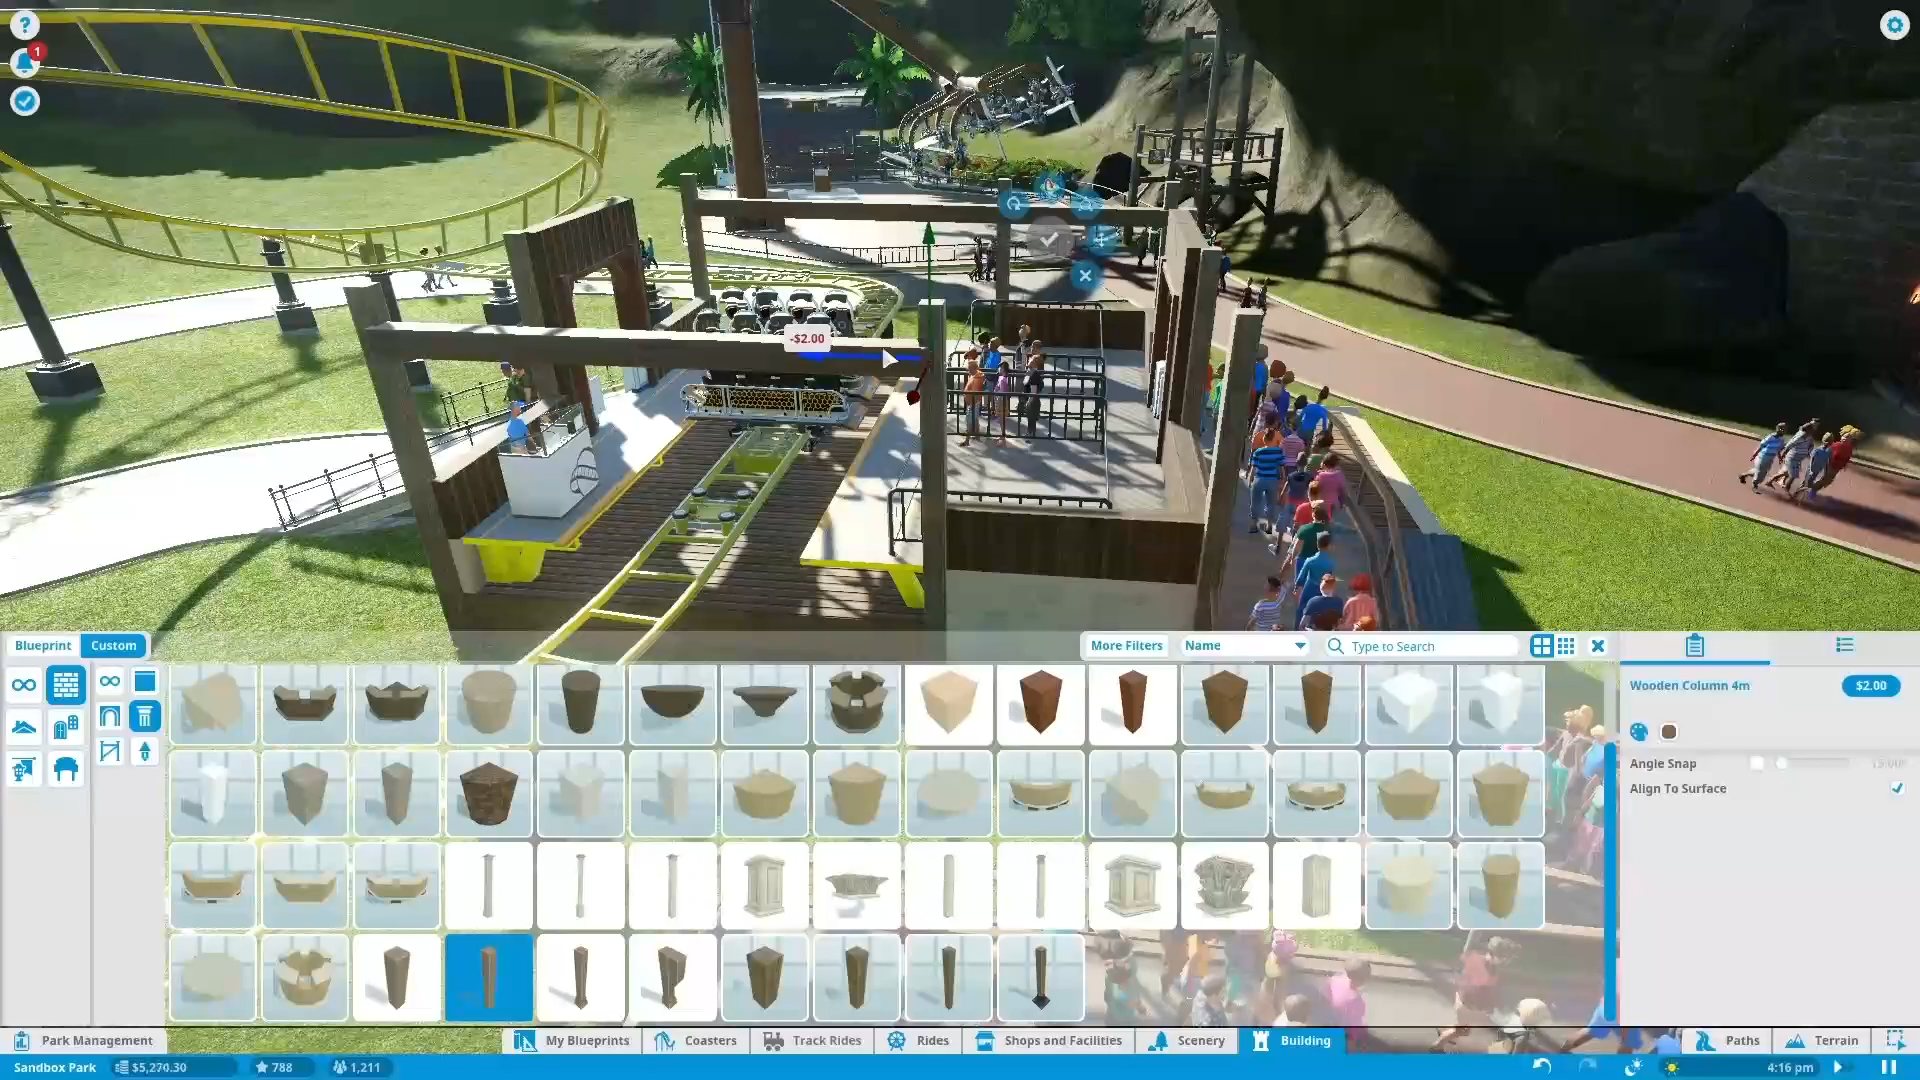 ?
1
-$2.00
Blueprint
Custom
More Filters
Name
Type to Search
Wooden Column 4m
$2.00
Angle Snap
Align To Surface
Park Management
My Blueprints
Coasters
Track Rides
Rides
Shops and Facilities
Scenery
Building
Paths
Terrain
Sandbox Park
$5,270.30
788
1,211
4:16 pm